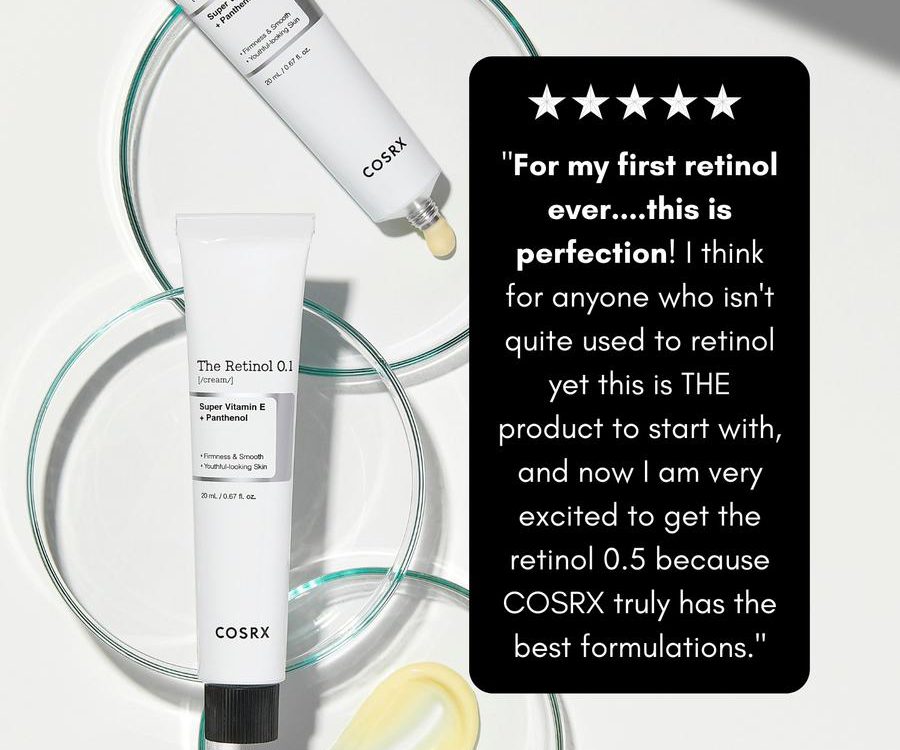 Super
+ Panthenol
• Firmness & Smooth
• Youthful-looking Skin
20 mL / 0.67 fl. oz.
COSRX
The Retinol 0.1
[/cream/]
Super Vitamin E
+ Panthenol
• Firmness & Smooth
• Youthful-looking Skin
20 mL / 0.67 fl. oz.
COSRX
"For my first retinol
ever....this is
perfection! I think
for anyone who isn't
quite used to retinol
yet this is THE
product to start with,
and now I am very
excited to get the
retinol 0.5 because
COSRX truly has the
best formulations."